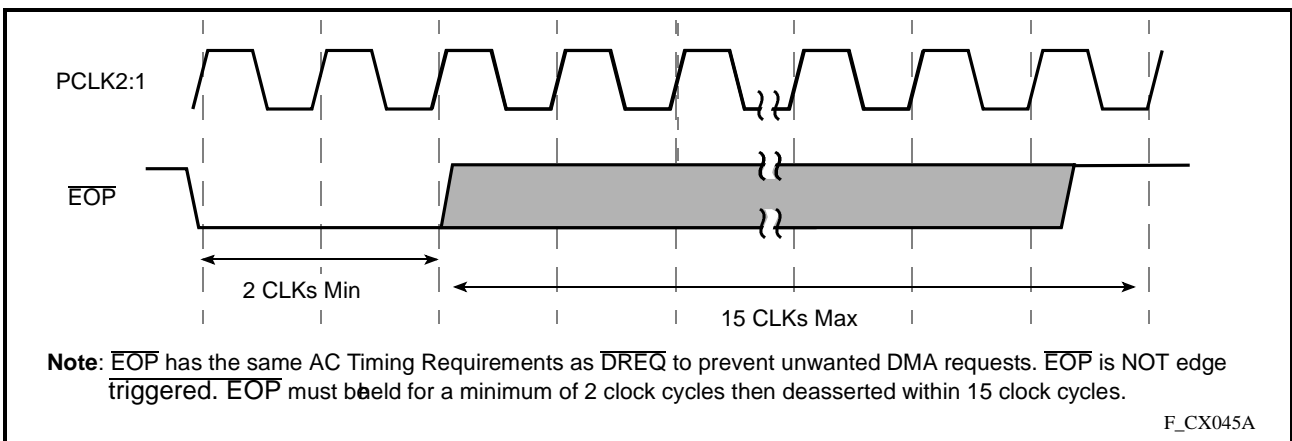 PCLK2:1
EOP
2 CLKs Min
15 CLKs Max
Note: EOP has the same AC Timing Requirements as DREQ to prevent unwanted DMA requests. EOP is NOT edge
triggered. EOP must be held for a minimum of 2 clock cycles then deasserted within 15 clock cycles.
F_CX045A